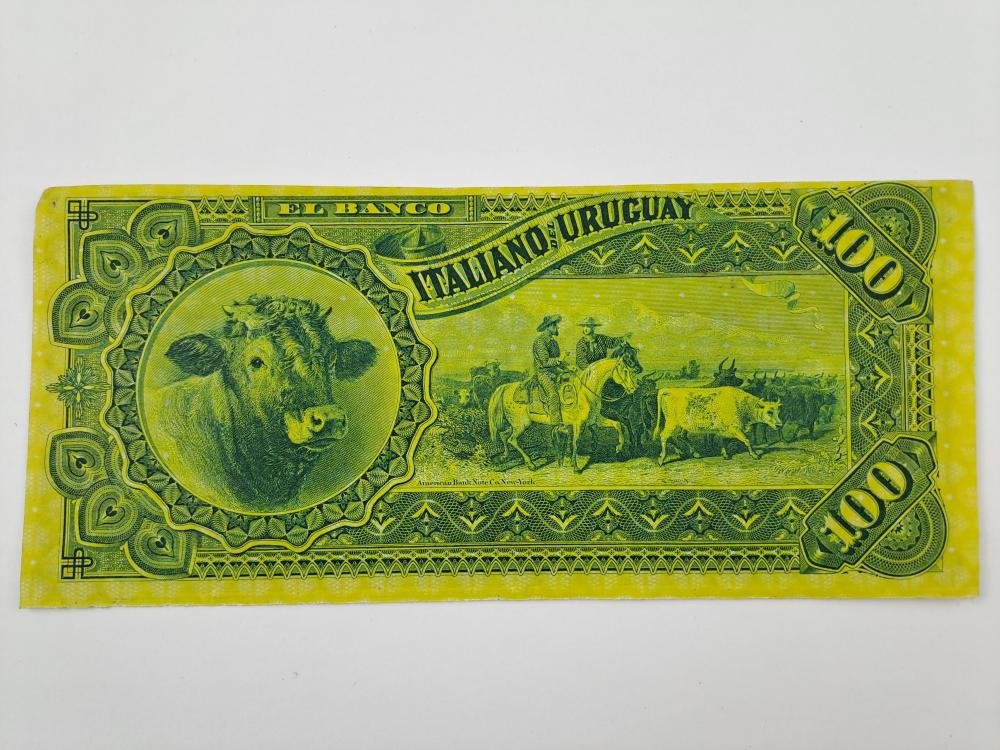 EL BANCO
ITALIANO DEL URUGUAY
100
American Bank Note Co. New-York
100